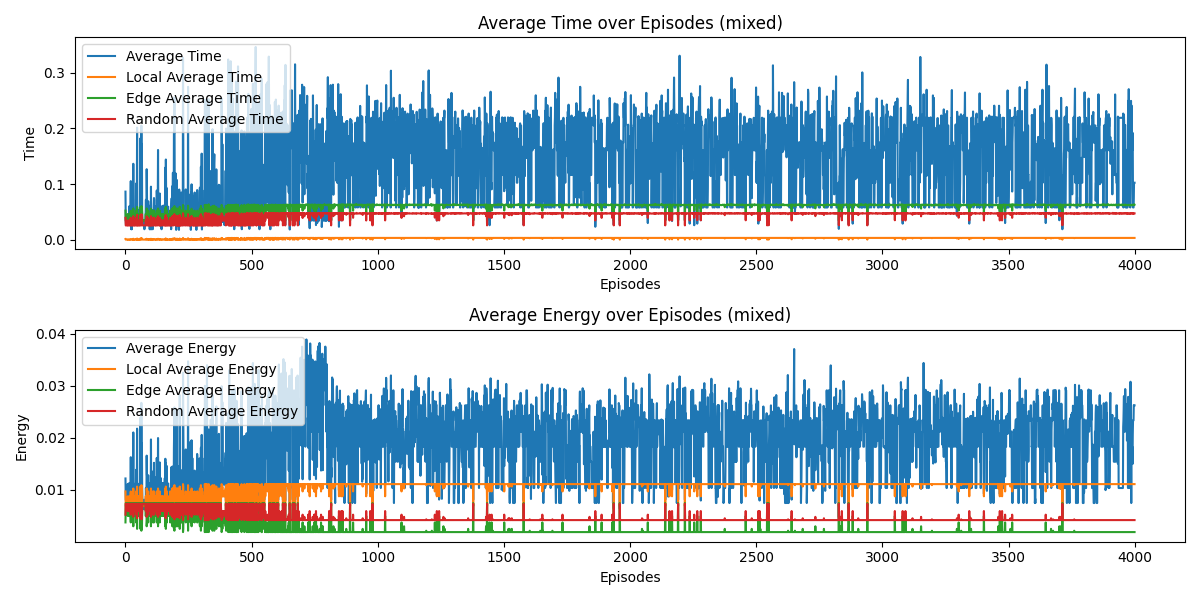 Average Time over Episodes (mixed)
Time
0.3
0.2
0.1
0.0
Average Time
Local Average Time
Edge Average Time
Random Average Time
0 500 1000 1500 2000 2500 3000 3500 4000
Episodes
Average Energy over Episodes (mixed)
Energy
0.04
0.03
0.02
0.01
Average Energy
Local Average Energy
Edge Average Energy
Random Average Energy
0 500 1000 1500 2000 2500 3000 3500 4000
Episodes